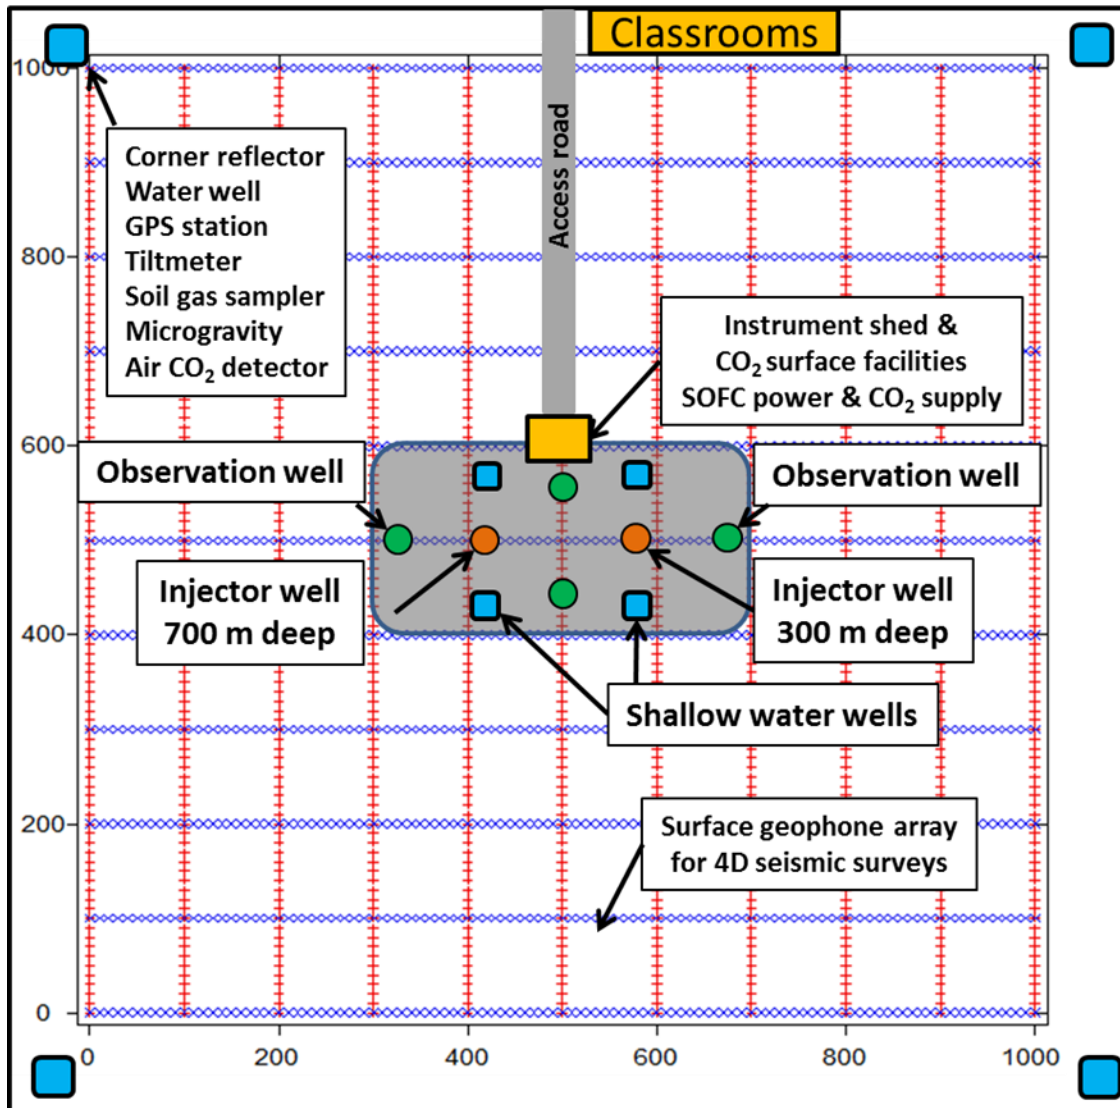 Classrooms
1000
Access road
Corner reflector
Water well
GPS station
Tiltmeter
Soil gas sampler
Microgravity
Air CO₂ detector
800
Instrument shed &
CO₂ surface facilities
SOFC power & CO₂ supply
600
Observation well
Observation well
Injector well
700 m deep
Injector well
300 m deep
400
Shallow water wells
Surface geophone array
for 4D seismic surveys
200
0
0 200 400 600 800 1000